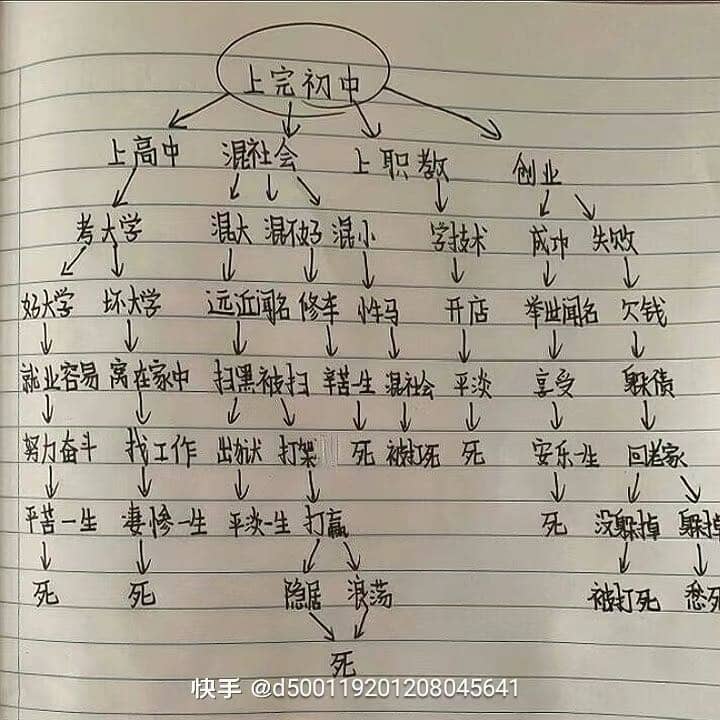 上完初中
上高中 混社会 上职教 创业
考大学 混大 混不好 混小 学技术 成功 失败
好大学 坏大学 远近闻名 修车 性马 开店 举世闻名 欠钱
就业容易 窝在家中 扫黑被扫 辛苦一生 混社会 平淡 享受 躲债
努力奋斗 找工作 出狱 打架 死 被打死 死 安乐一生 回老家
平苦一生 凄惨一生 平淡一生 打赢 死 没躲掉 躲掉
死 死 隐居 浪荡 被打死 愁死
死
快手 @d500119201208045641